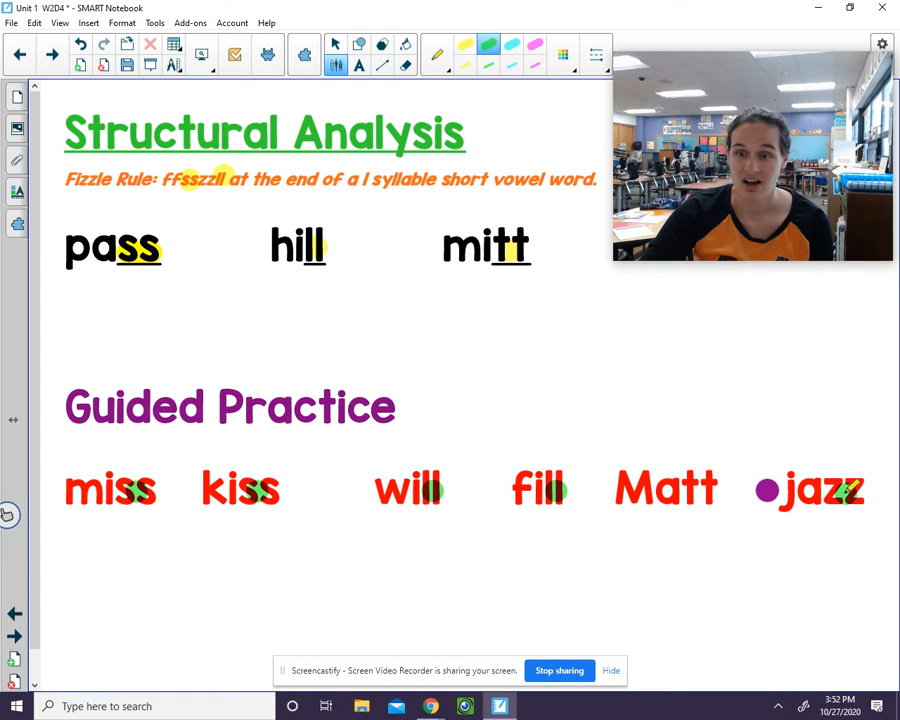 Unit 1 W2D4 * - SMART Notebook
File Edit View Insert Format Tools Add-ons Account Help
Structural Analysis
Fizzle Rule: ffsszzll at the end of a 1 syllable short vowel word.
pass hill mitt
Guided Practice
miss kiss will fill Matt jazz
Screencastify - Screen Video Recorder is sharing your screen. Stop sharing Hide
Type here to search
3:52 PM
10/27/2020